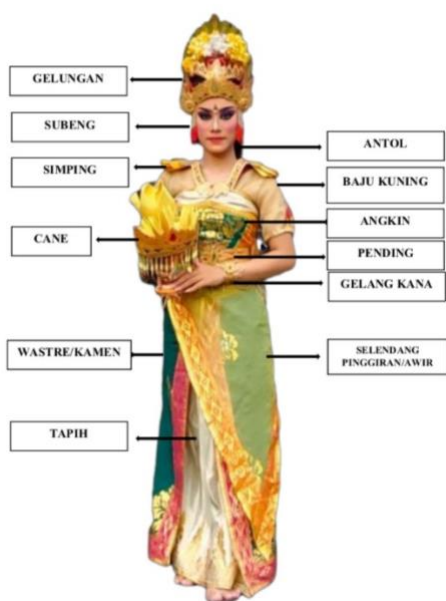 GELUNGAN
SUBENG
SIMPING
CANE
WASTRE/KAMEN
TAPIH
ANTOL
BAJU KUNING
ANGKIN
PENDING
GELANG KANA
SELENDANG
PINGGIRAN/AWIR